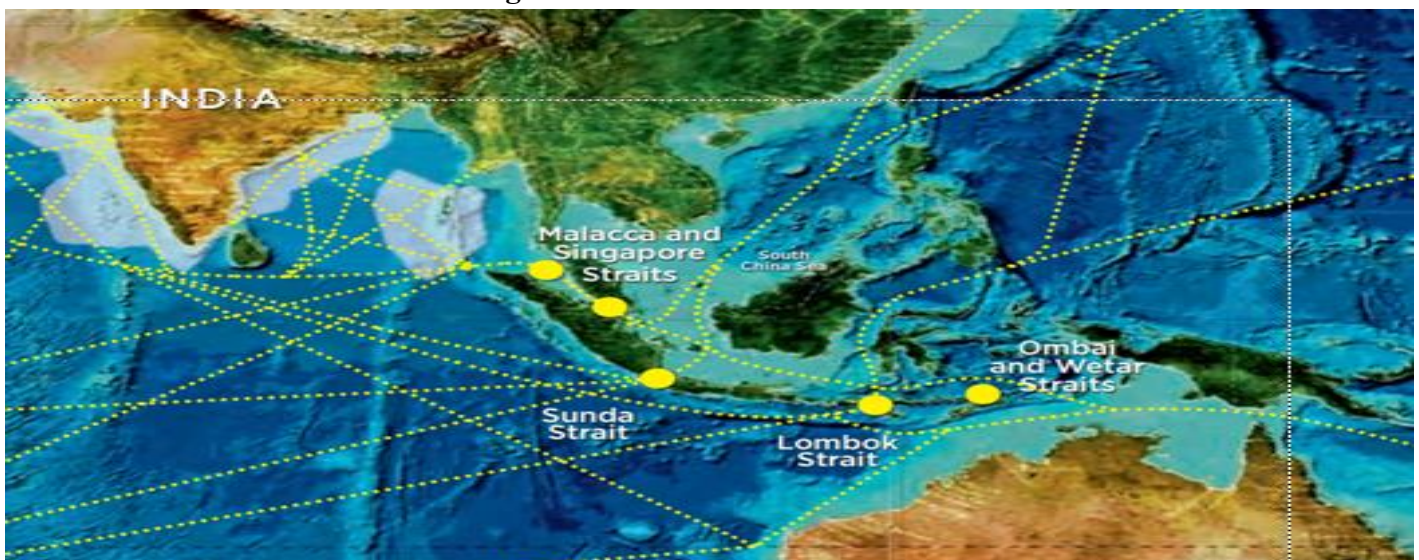 INDIA
Malacca and
Singapore
Straits
South
China Sea
Ombai
and Wetar
Straits
Sunda
Strait
Lombok
Strait